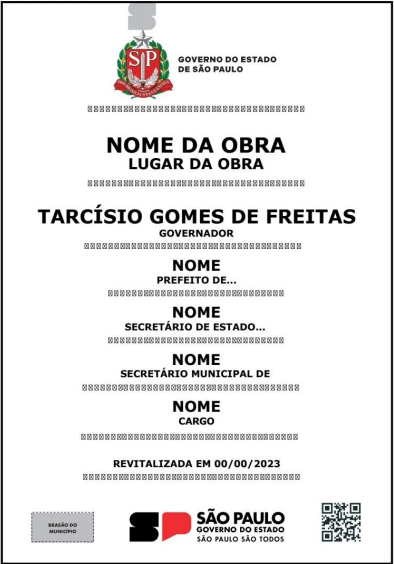 SP
GOVERNO DO ESTADO
DE SÃO PAULO
NOME DA OBRA
LUGAR DA OBRA
TARCÍSIO GOMES DE FREITAS
GOVERNADOR
NOME
PREFEITO DE...
NOME
SECRETÁRIO DE ESTADO...
NOME
SECRETÁRIO MUNICIPAL DE
NOME
CARGO
REVITALIZADA EM 00/00/2023
BRASÃO DO
MUNICÍPIO
SP
SÃO PAULO
GOVERNO DO ESTADO
SÃO PAULO SÃO TODOS